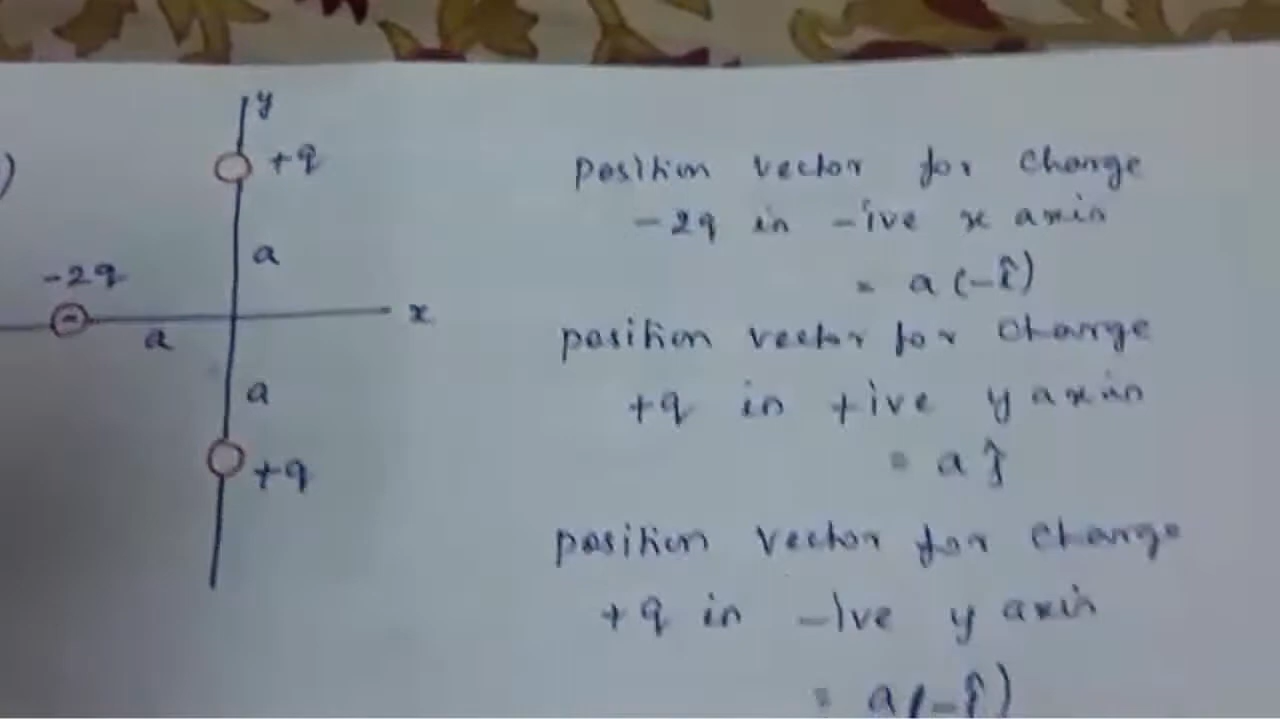 )
y
+q
a
-2q
x
a
a
+q
position vector for charge
-2q in -ive x axis
= a (-î)
position vector for charge
+q in +ive y axis
= a ĵ
position vector for charge
+q in -ive y axis
= a(-ĵ)